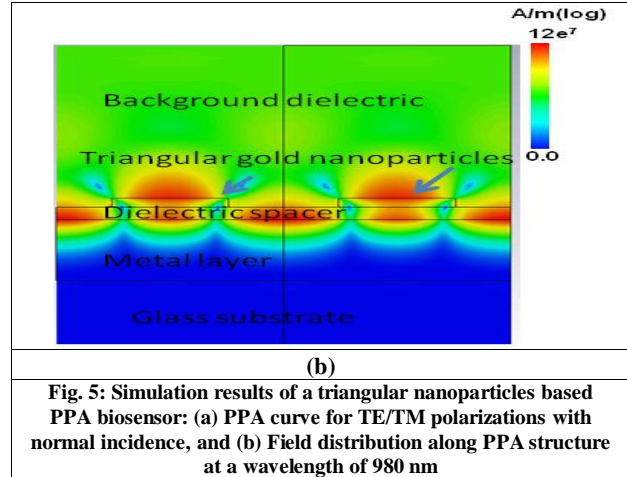 A/m(log)
12e⁷
Background dielectric
Triangular gold nanoparticles
Dielectric spacer
0.0
Metal layer
Glass substrate
(b)
Fig. 5: Simulation results of a triangular nanoparticles based
PPA biosensor: (a) PPA curve for TE/TM polarizations with
normal incidence, and (b) Field distribution along PPA structure
at a wavelength of 980 nm